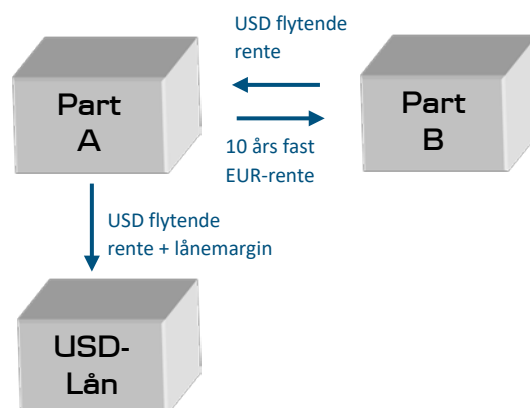 USD flytende
rente
Part
A
Part
B
10 års fast
EUR-rente
USD flytende
rente + lånemargin
USD-
Lån